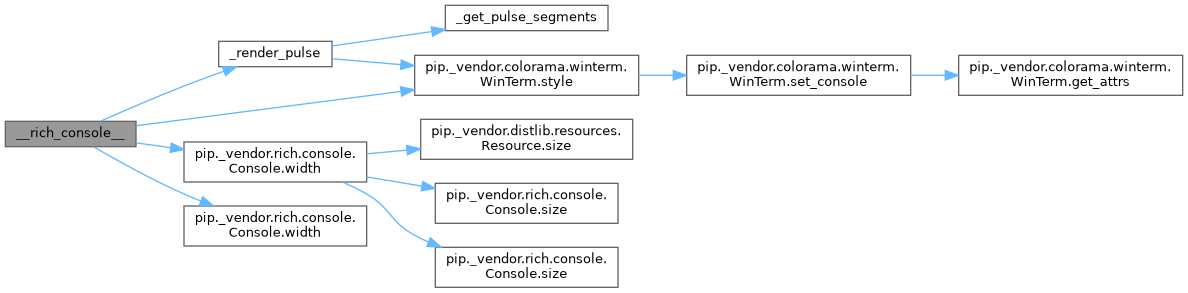 _get_pulse_segments
_render_pulse
pip._vendor.colorama.winterm.
WinTerm.style
pip._vendor.colorama.winterm.
WinTerm.set_console
pip._vendor.colorama.winterm.
WinTerm.get_attrs
__rich_console__
pip._vendor.distlib.resources.
Resource.size
pip._vendor.rich.console.
Console.width
pip._vendor.rich.console.
Console.size
pip._vendor.rich.console.
Console.width
pip._vendor.rich.console.
Console.size